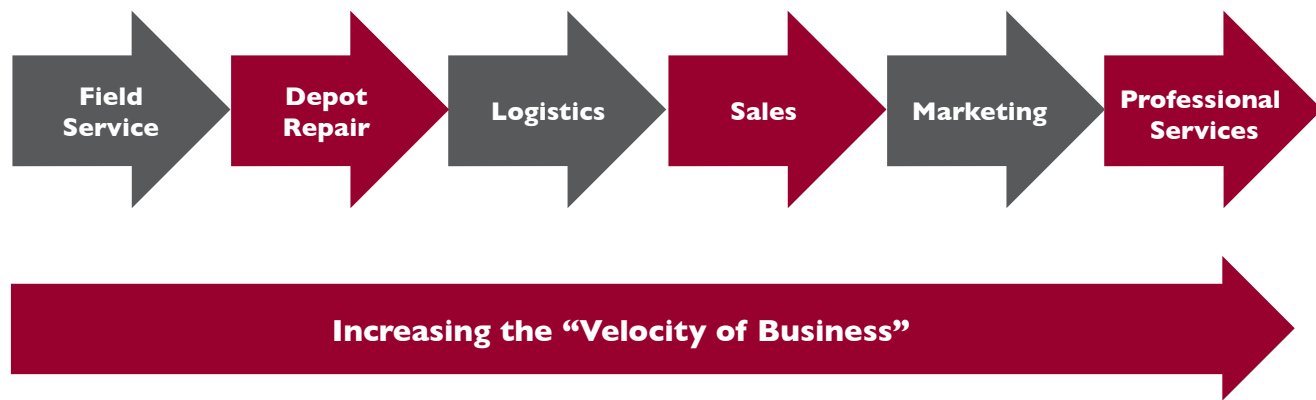 Field
Service
Depot
Repair
Logistics
Sales
Marketing
Professional
Services
Increasing the “Velocity of Business”